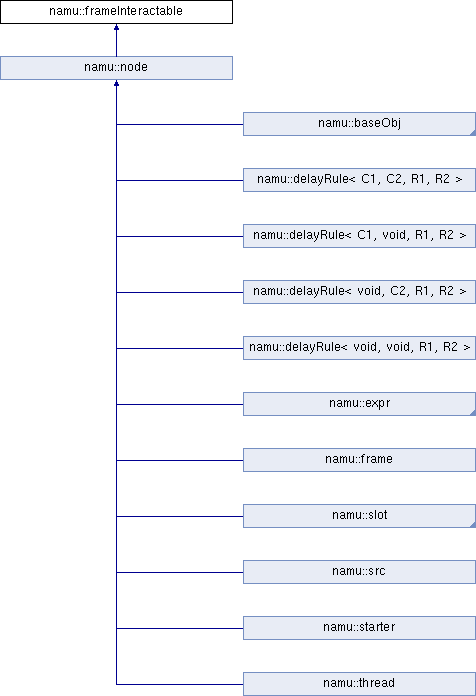 namu::frameInteractable
namu::node
namu::baseObj
namu::delayRule< C1, C2, R1, R2 >
namu::delayRule< C1, void, R1, R2 >
namu::delayRule< void, C2, R1, R2 >
namu::delayRule< void, void, R1, R2 >
namu::expr
namu::frame
namu::slot
namu::src
namu::starter
namu::thread